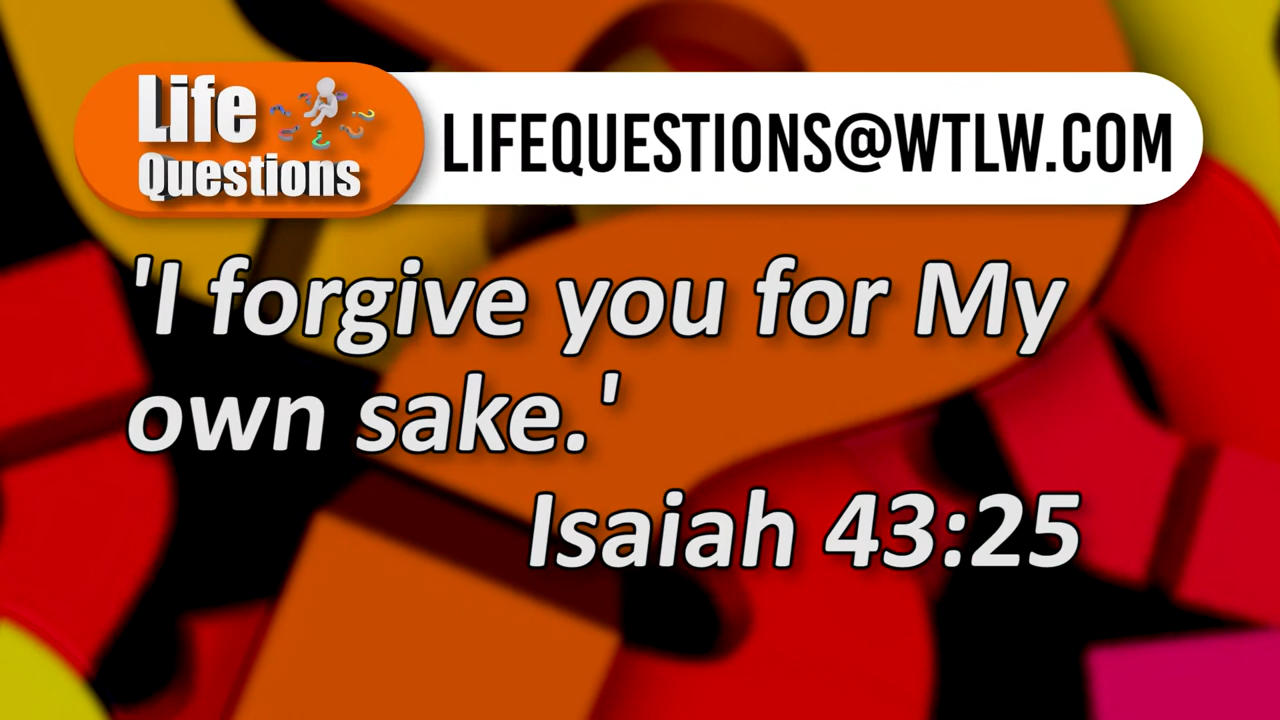 Life
Questions
LIFEQUESTIONS@WTLW.COM
'I forgive you for My
own sake.'
Isaiah 43:25